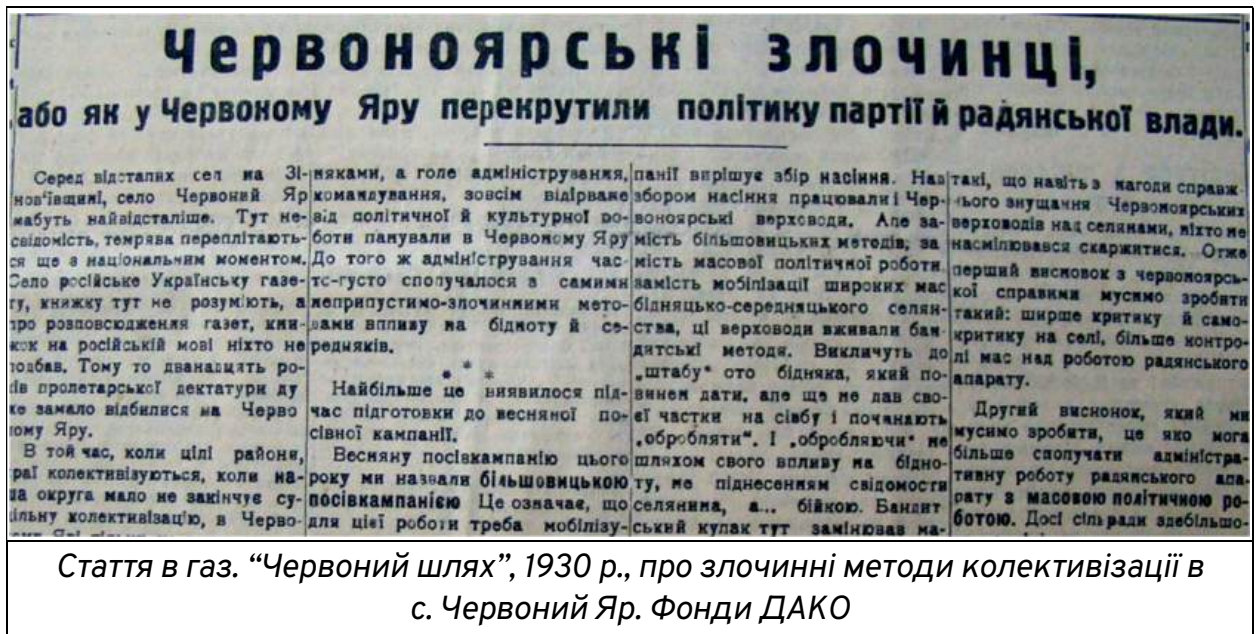 Червоноярські злочинці,
або як у Червоному Яру перекрутили політику партії й радянської влади.
Серед відсталих сел на Зі-
нов'ївщині, село Червоний Яр
мабуть найвідсталіше. Тут не-
свідомість, темрява переплітають-
ся ще з національним моментом.
Село російське Українську газе-
ту, книжку тут не розуміють, а
про розповсюдження газет, кни-
жок на російській мові ніхто не
подбав. Тому то дванадцять ро-
ків пролетарської дектатури ду
же замало відбилися на Черво
ному Яру.
В той час, коли цілі райони,
краї колективізуються, коли на-
ша округа мало не закінчує су-
цільну колективізацію, в Черво-
няками, а голе адміністрування,
командування, зовсім відірване
від політичної й культурної ро-
боти панували в Червоному Яру
До того ж адміністрування час
то-густо сполучалося з самими
неприпустимо-злочинними мето-
дами впливу на бідноту й се-
редняків.
* * *
Найбільше це виявилося під-
час підготовки до весняної по-
сівної кампанії.
Весняну посівкампанію цього
року ми назвали більшовицькою
посівкампанією Це означає, що
для цієї роботи треба мобілізу-
панії вирішує збір насіння. Над
збором насіння працювали і Чер-
воноярські верховоди. Але за-
мість більшовицьких методів, за
мість масової політичної роботи
замість мобілізації широких мас
бідняцько-середняцького селян-
ства, ці верховоди вживали бан-
дитські методи. Викличуть до
„штабу" ото бідняка, який по-
винен дати, але ще не дав сво-
єї частки на сівбу і починають
„обробляти". І „обробляючи" не
шляхом свого впливу на бідно-
ту, не піднесенням свідомости
селянина, а... бійкою. Бандит
ський кулак тут замінював ма-
такі, що навіть з нагоди справж
нього знущання Червоноярських
верховодів над селянами, ніхто не
насмілювався скаржитися. Отже
перший висновок з червоноярсь-
кої справими мусимо зробити
такий: ширше критику й само-
критику на селі, більше контро-
лі мас над роботою радянського
апарату.
Другий висновок, який ми
мусимо зробити, це яко мога
більше сполучати адміністра-
тивну роботу радянського апа-
рату з масовою політичною ро-
ботою. Досі сільради здебільшо-
Стаття в газ. “Червоний шлях”, 1930 р., про злочинні методи колективізації в
с. Червоний Яр. Фонди ДАКО